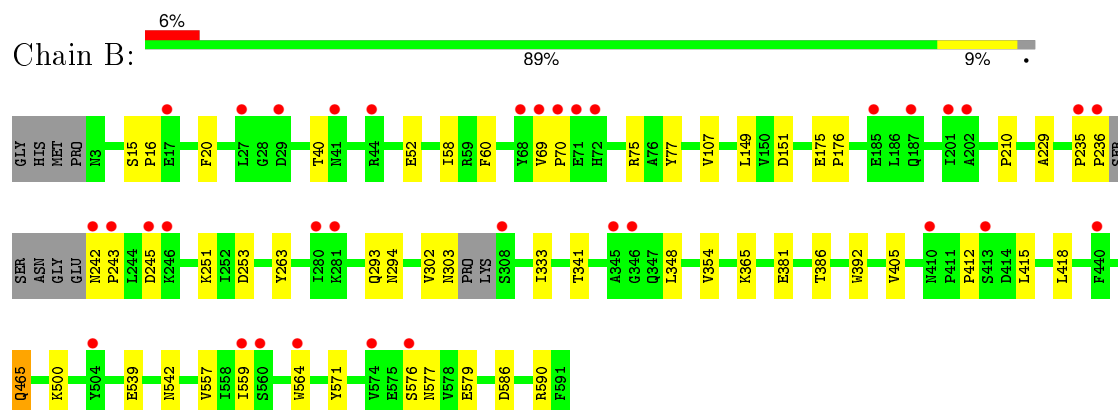 6%
Chain B:
89% 9% •
GLY HIS MET PRO N3 S15 P16 E17 F20 L27 G28 D29 T40 N41 R44 E52 I58 R59 F60 Y68 V69 P70 E71 H72 R75 A76 Y77 V107 L149 V150 D151 E175 P176 E185 L186 Q187 I201 A202 P210 A229 P235 P236 SER
SER ASN GLY GLU N242 P243 L244 D245 K246 K251 I252 D253 Y263 I280 K281 Q293 N294 V302 N303 PRO LYS S308 I333 T341 A345 G346 Q347 L348 V354 K365 E381 T386 W392 V405 N410 P411 P412 S413 D414 L415 L418 F440
Q465 K500 Y504 E539 N542 V557 I558 I559 S560 W564 Y571 V574 E575 S576 N577 V578 E579 D586 R590 F591